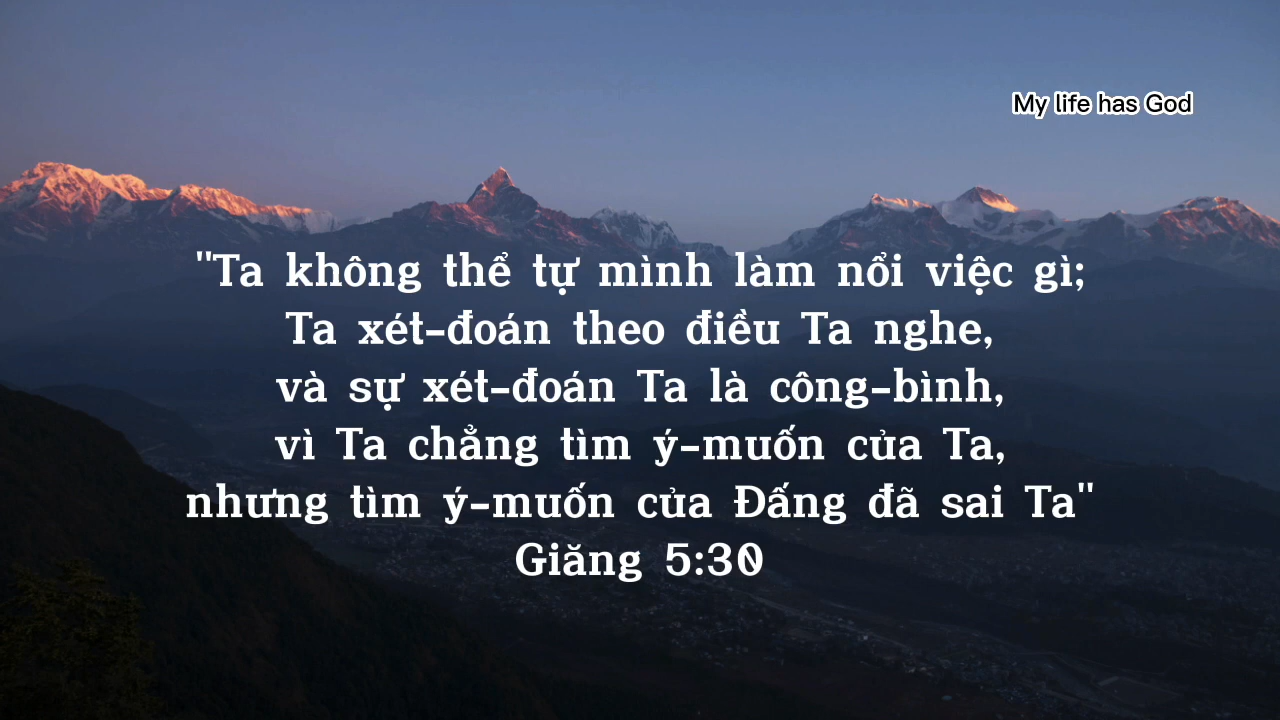 My life has God
"Ta không thể tự mình làm nổi việc gì;
Ta xét-đoán theo điều Ta nghe,
và sự xét-đoán Ta là công-bình,
vì Ta chẳng tìm ý-muốn của Ta,
nhưng tìm ý-muốn của Đấng đã sai Ta"
Giăng 5:30